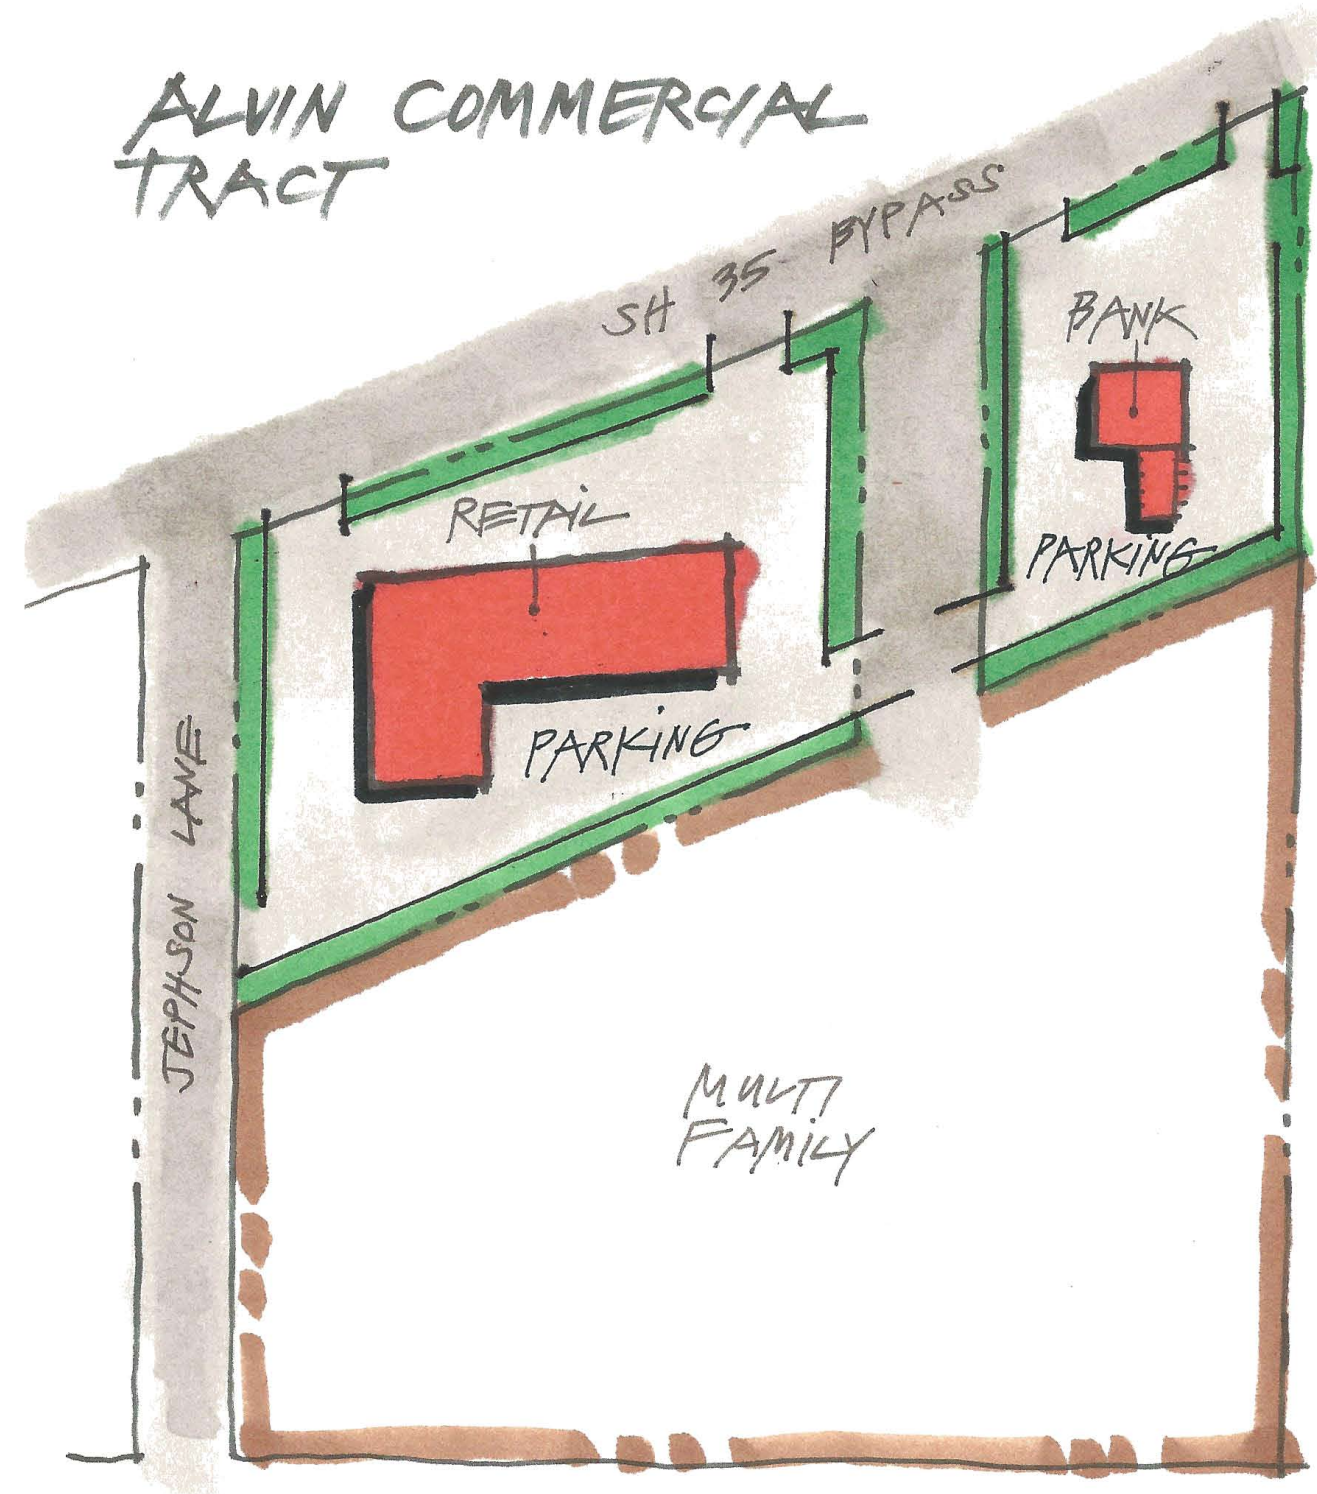 ALVIN COMMERCIAL
TRACT
SH 35 BYPASS
BANK
PARKING
RETAIL
PARKING
JEPHSON LANE
MULTI
FAMILY